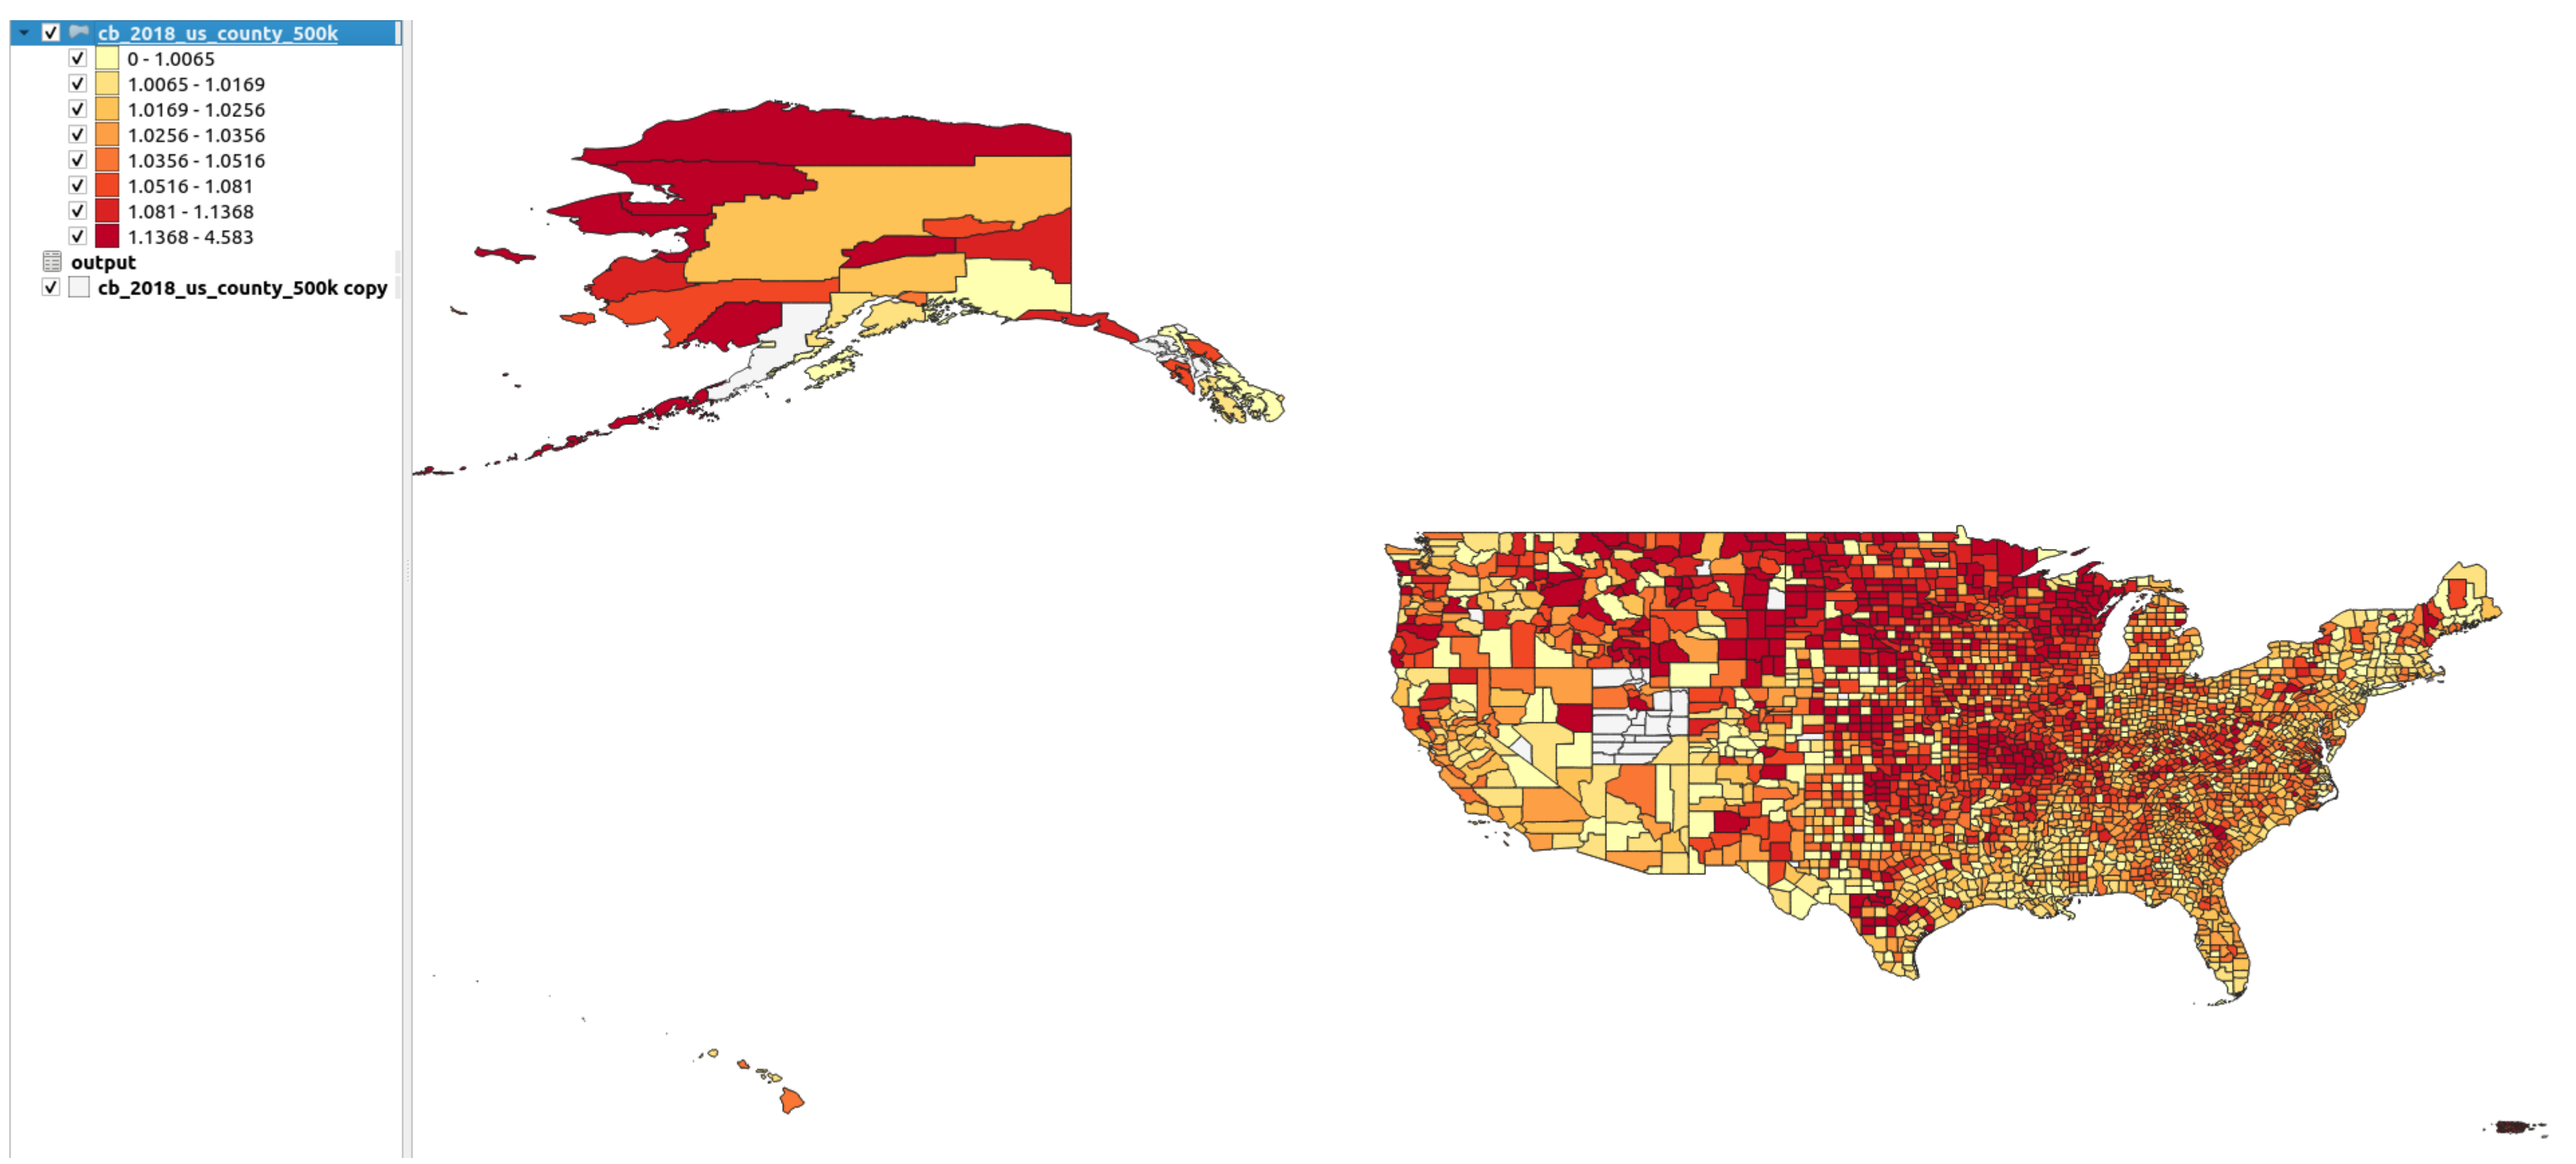 cb_2018_us_county_500k
0 - 1.0065
1.0065 - 1.0169
1.0169 - 1.0256
1.0256 - 1.0356
1.0356 - 1.0516
1.0516 - 1.081
1.081 - 1.1368
1.1368 - 4.583
output
cb_2018_us_county_500k copy